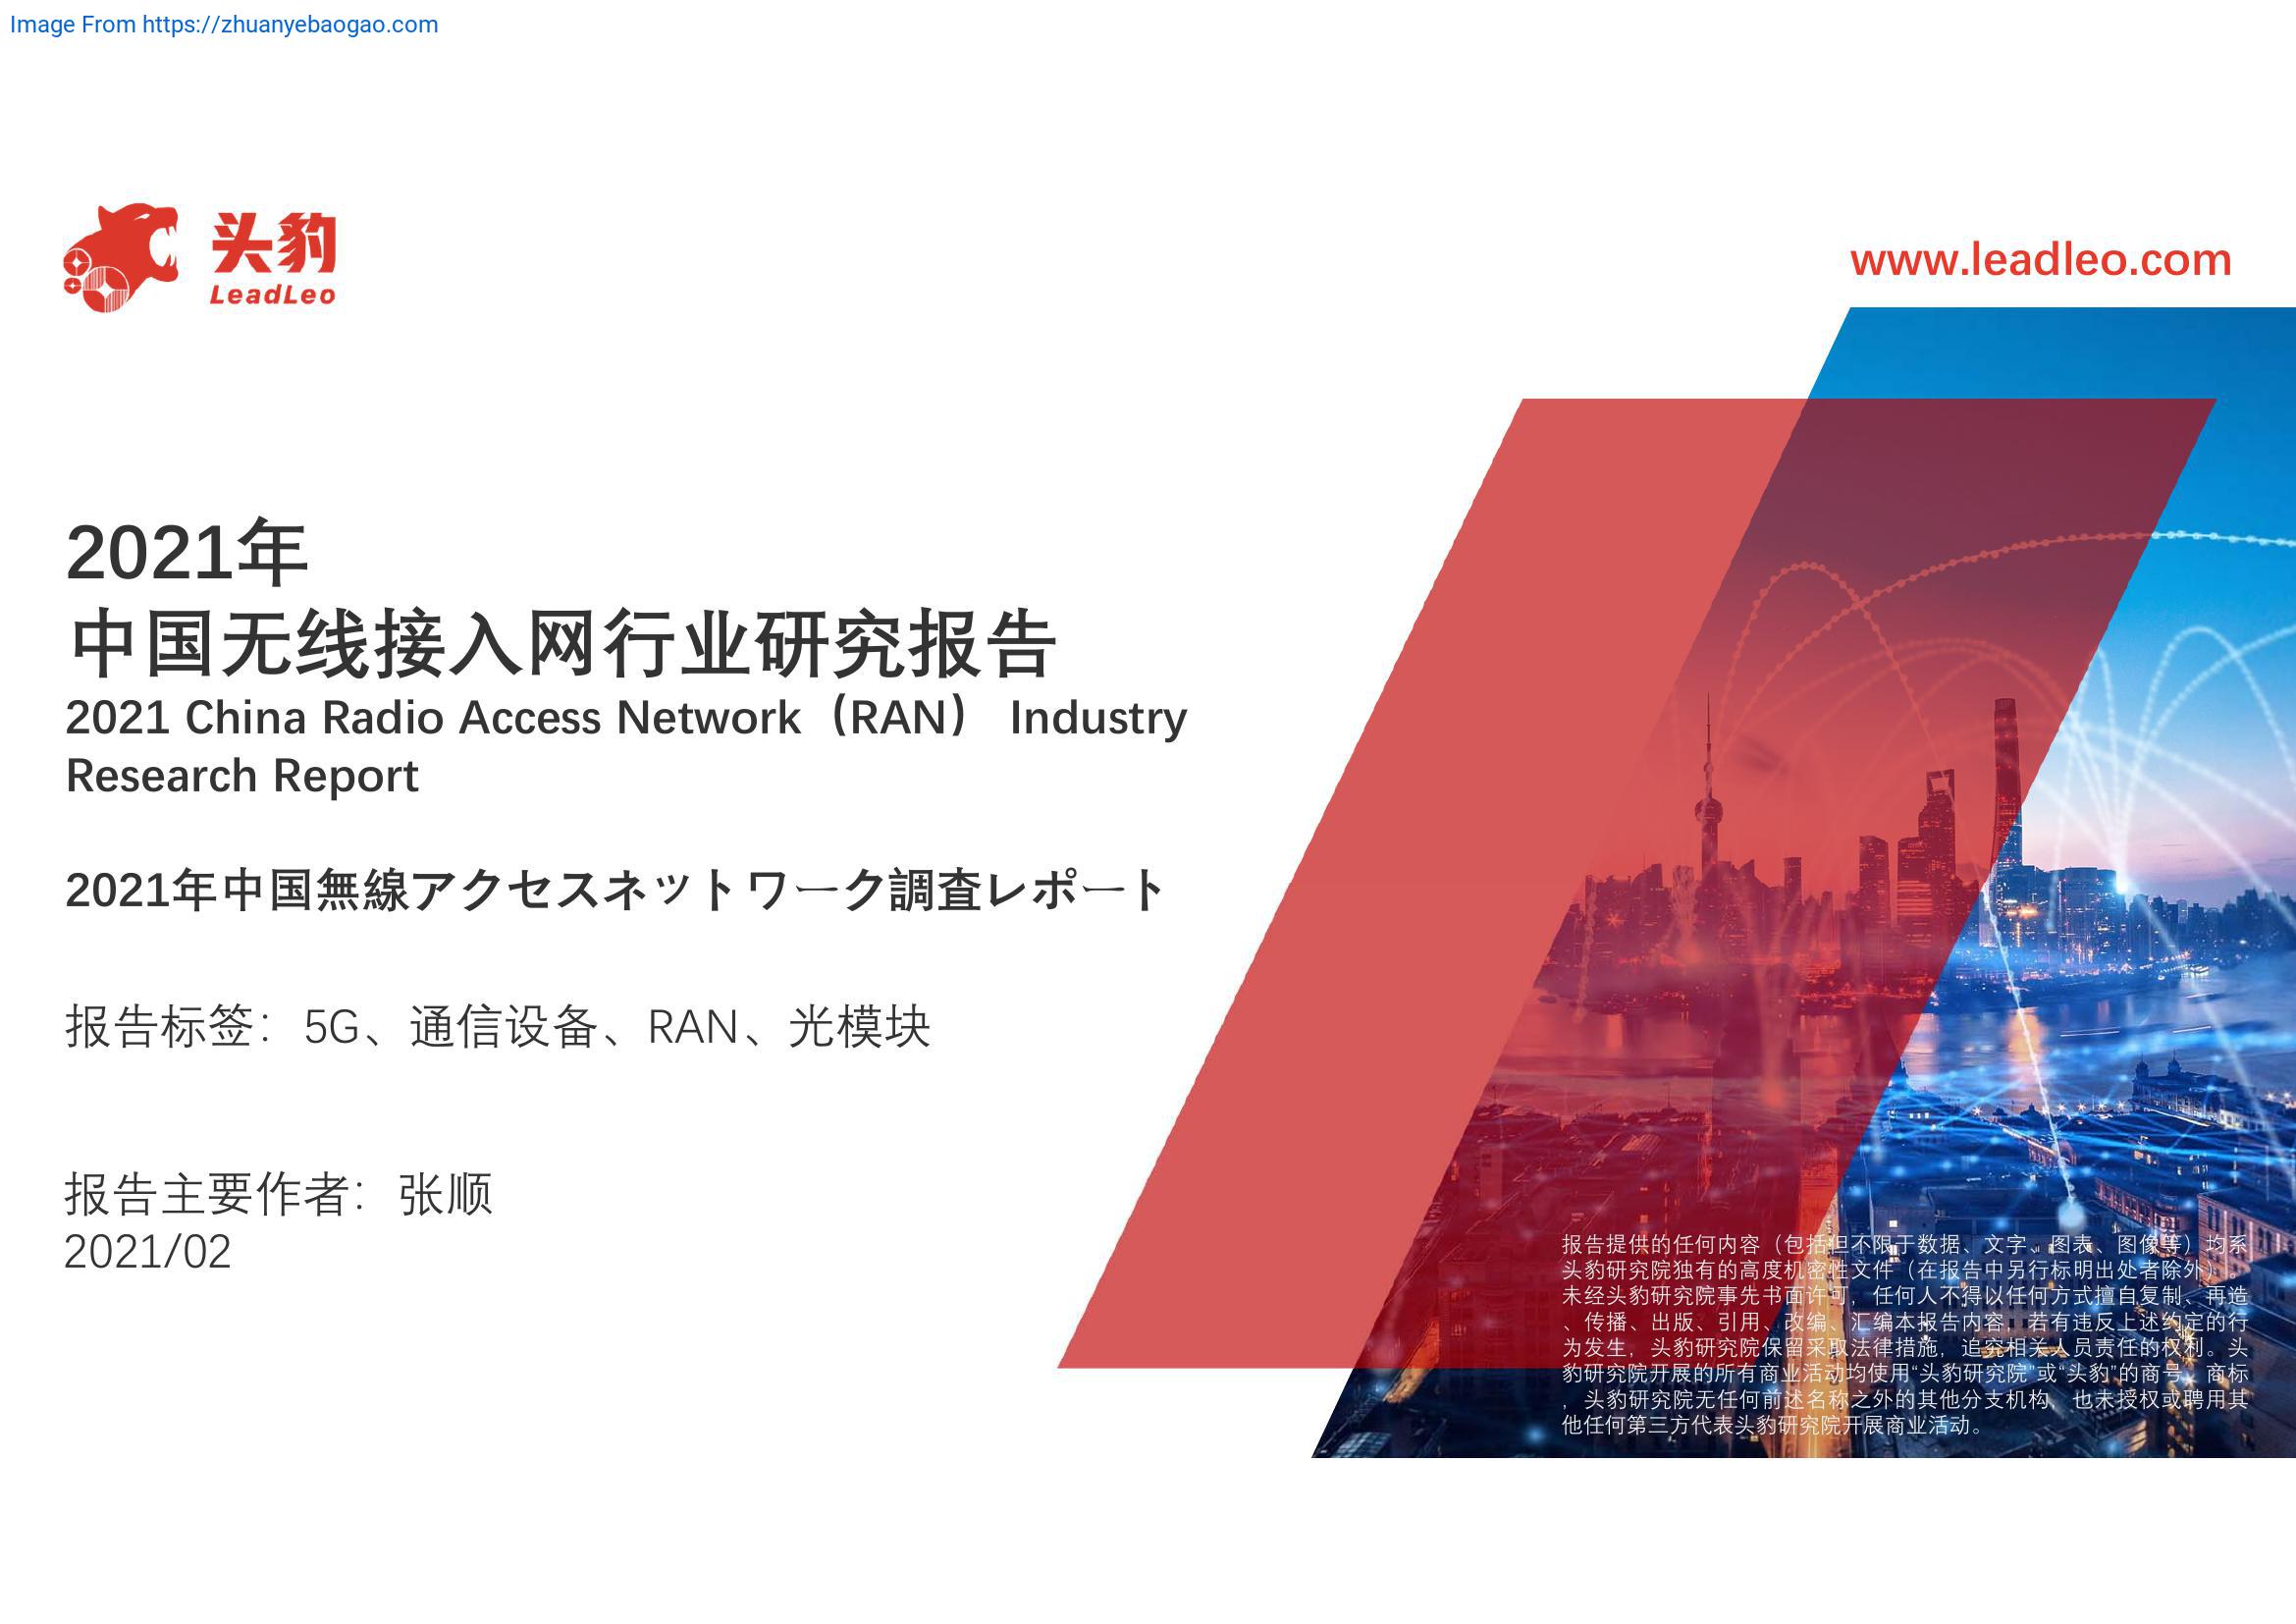 Image From https://zhuanyebaogao.com
头豹
LeadLeo
www.leadleo.com
2021年
中国无线接入网行业研究报告
2021 China Radio Access Network（RAN） Industry
Research Report
2021年中国無線アクセスネットワーク調査レポート
报告标签：5G、通信设备、RAN、光模块
报告主要作者：张顺
2021/02
报告提供的任何内容（包括但不限于数据、文字、图表、图像等）均系
头豹研究院独有的高度机密性文件（在报告中另行标明出处者除外）。
未经头豹研究院事先书面许可，任何人不得以任何方式擅自复制、再造
、传播、出版、引用、改编、汇编本报告内容，若有违反上述约定的行
为发生，头豹研究院保留采取法律措施，追究相关人员责任的权利。头
豹研究院开展的所有商业活动均使用“头豹研究院”或“头豹”的商号、商标
，头豹研究院无任何前述名称之外的其他分支机构，也未授权或聘用其
他任何第三方代表头豹研究院开展商业活动。